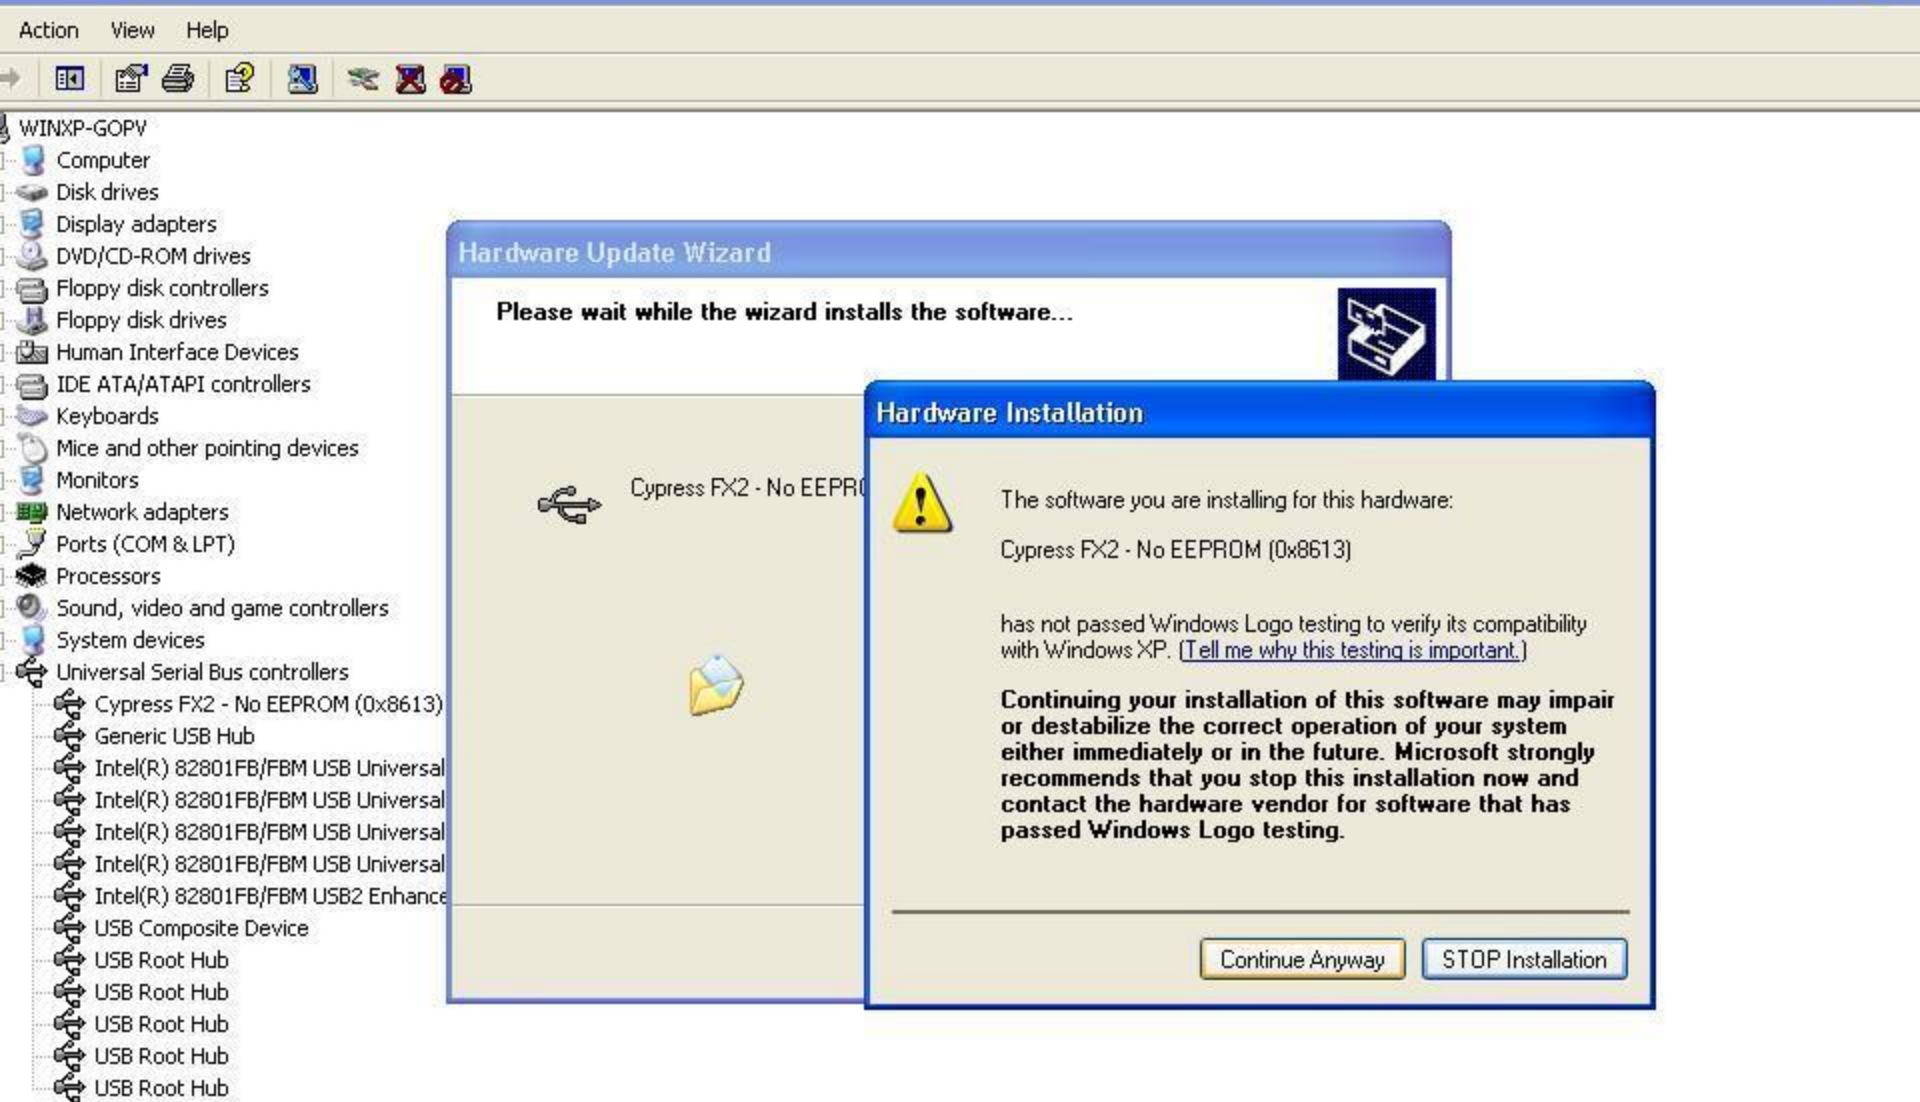 Action View Help
WINXP-GOPV
Computer
Disk drives
Display adapters
DVD/CD-ROM drives
Floppy disk controllers
Floppy disk drives
Human Interface Devices
IDE ATA/ATAPI controllers
Keyboards
Mice and other pointing devices
Monitors
Network adapters
Ports (COM & LPT)
Processors
Sound, video and game controllers
System devices
Universal Serial Bus controllers
Cypress FX2 - No EEPROM (0x8613)
Generic USB Hub
Intel(R) 82801FB/FBM USB Universal
Intel(R) 82801FB/FBM USB Universal
Intel(R) 82801FB/FBM USB Universal
Intel(R) 82801FB/FBM USB Universal
Intel(R) 82801FB/FBM USB2 Enhance
USB Composite Device
USB Root Hub
USB Root Hub
USB Root Hub
USB Root Hub
USB Root Hub
Hardware Update Wizard
Please wait while the wizard installs the software...
Cypress FX2 - No EEPRO
Hardware Installation
The software you are installing for this hardware:
Cypress FX2 - No EEPROM (0x8613)
has not passed Windows Logo testing to verify its compatibility
with Windows XP. (Tell me why this testing is important.)
Continuing your installation of this software may impair
or destabilize the correct operation of your system
either immediately or in the future. Microsoft strongly
recommends that you stop this installation now and
contact the hardware vendor for software that has
passed Windows Logo testing.
Continue Anyway STOP Installation